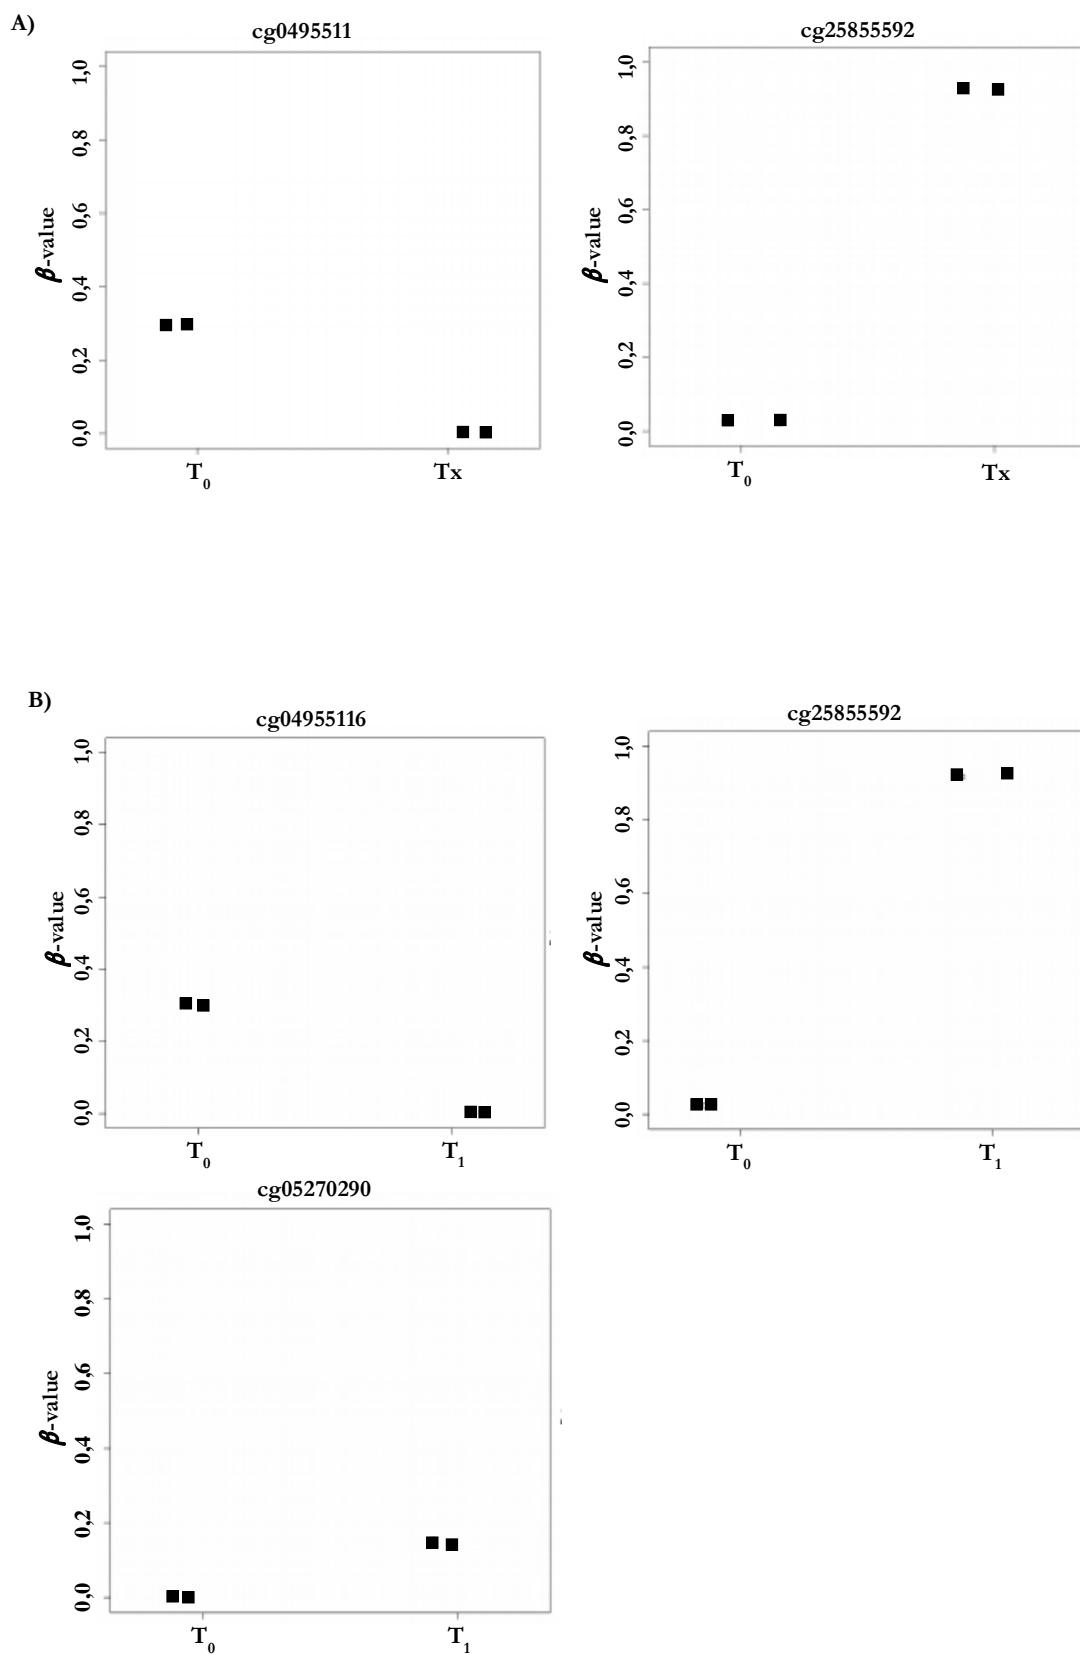 A)
cg0495511
1,0
0,8
0,6
0,4
0,2
0,0
β-value
T0
Tx
cg25855592
1,0
0,8
0,6
0,4
0,2
0,0
β-value
T0
Tx
B)
cg04955116
1,0
0,8
0,6
0,4
0,2
0,0
β-value
T0
T1
cg25855592
1,0
0,8
0,6
0,4
0,2
0,0
β-value
T0
T1
cg05270290
1,0
0,8
0,6
0,4
0,2
0,0
β-value
T0
T1